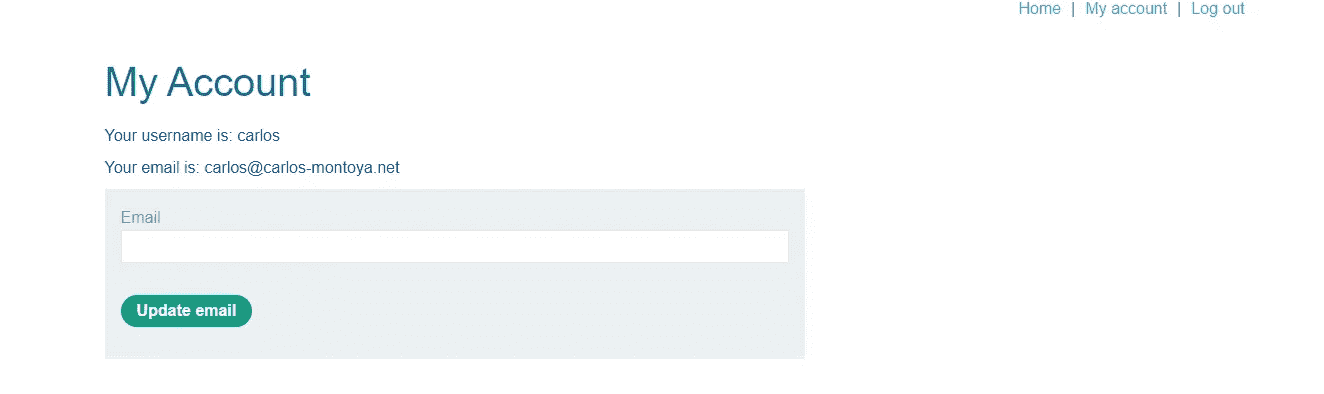 Home | My account | Log out
My Account
Your username is: carlos
Your email is: carlos@carlos-montoya.net
Email
Update email